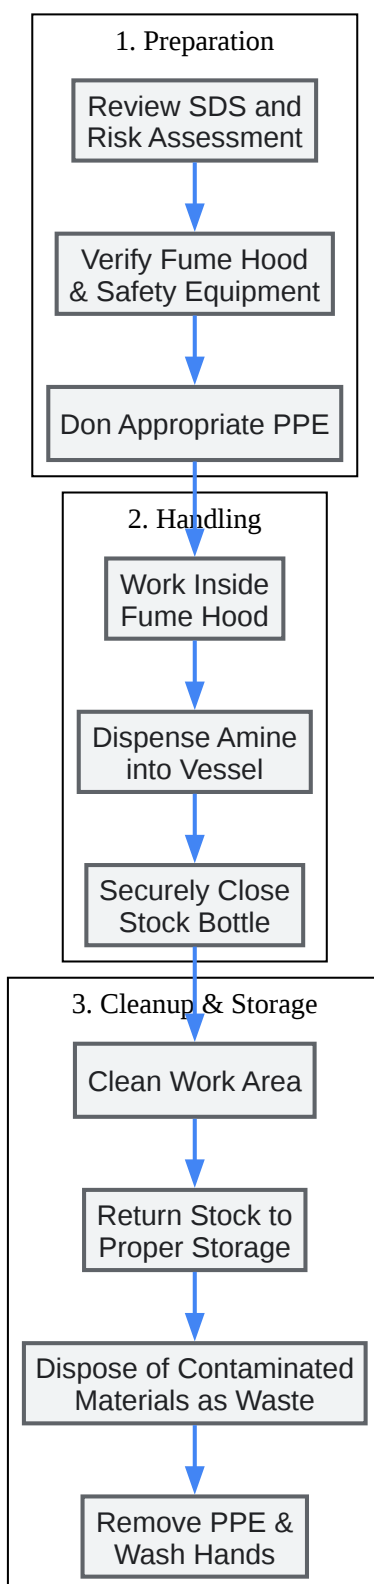 1. Preparation
Review SDS and
Risk Assessment
Verify Fume Hood
& Safety Equipment
Don Appropriate PPE
2. Handling
Work Inside
Fume Hood
Dispense Amine
into Vessel
Securely Close
Stock Bottle
3. Cleanup & Storage
Clean Work Area
Return Stock to
Proper Storage
Dispose of Contaminated
Materials as Waste
Remove PPE &
Wash Hands